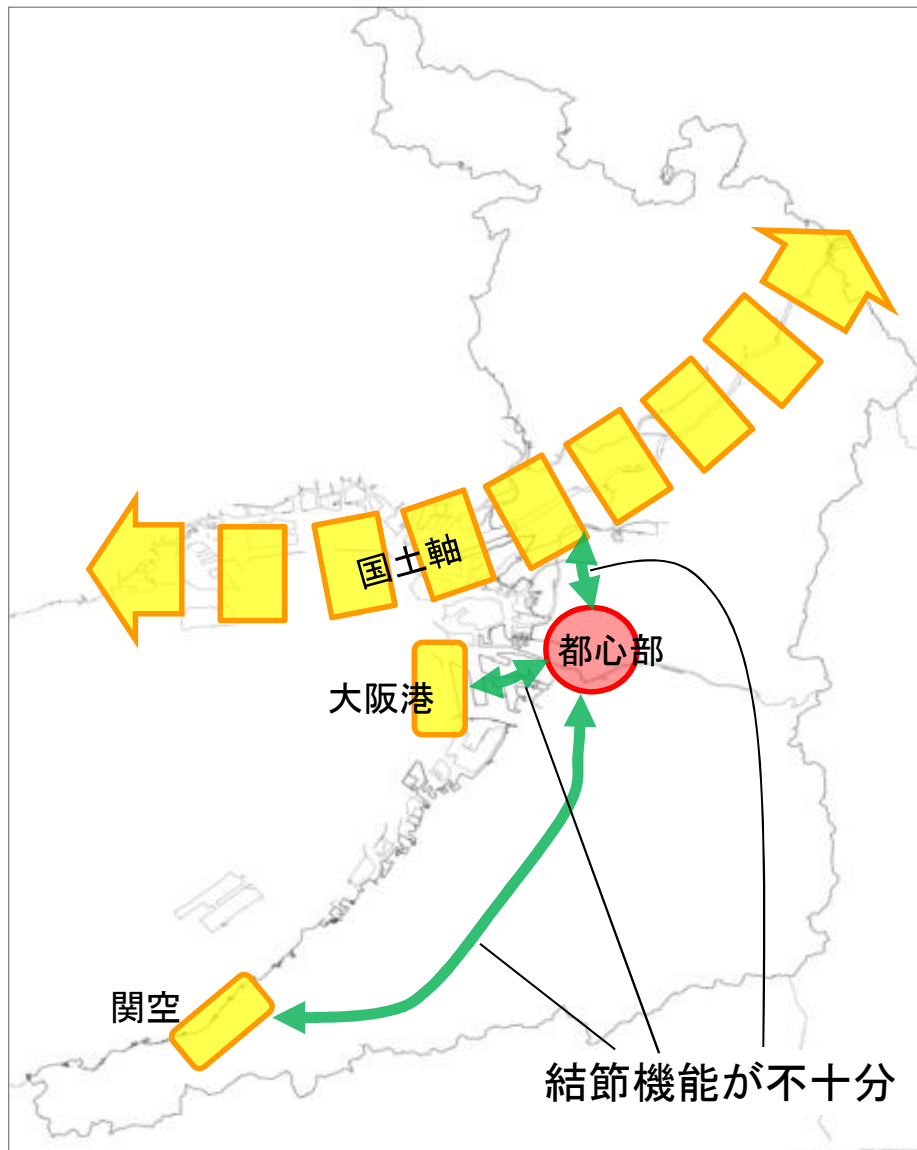 国土軸
都心部
大阪港
関空
結節機能が不十分